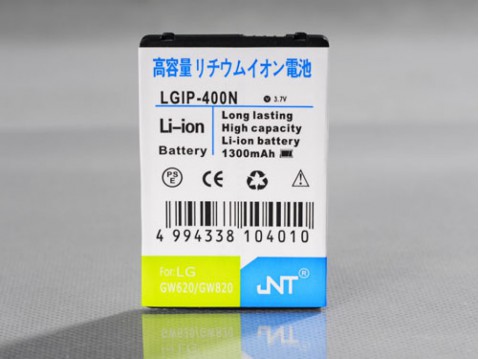 高容量リチウムイオン電池
LGIP-400N 3.7V
Li-ion
Battery
Long lasting
High capacity
Li-ion battery
1300mAh
PS
E
CE
4 994338 104010
For LG
GW620/GW820
JNT®